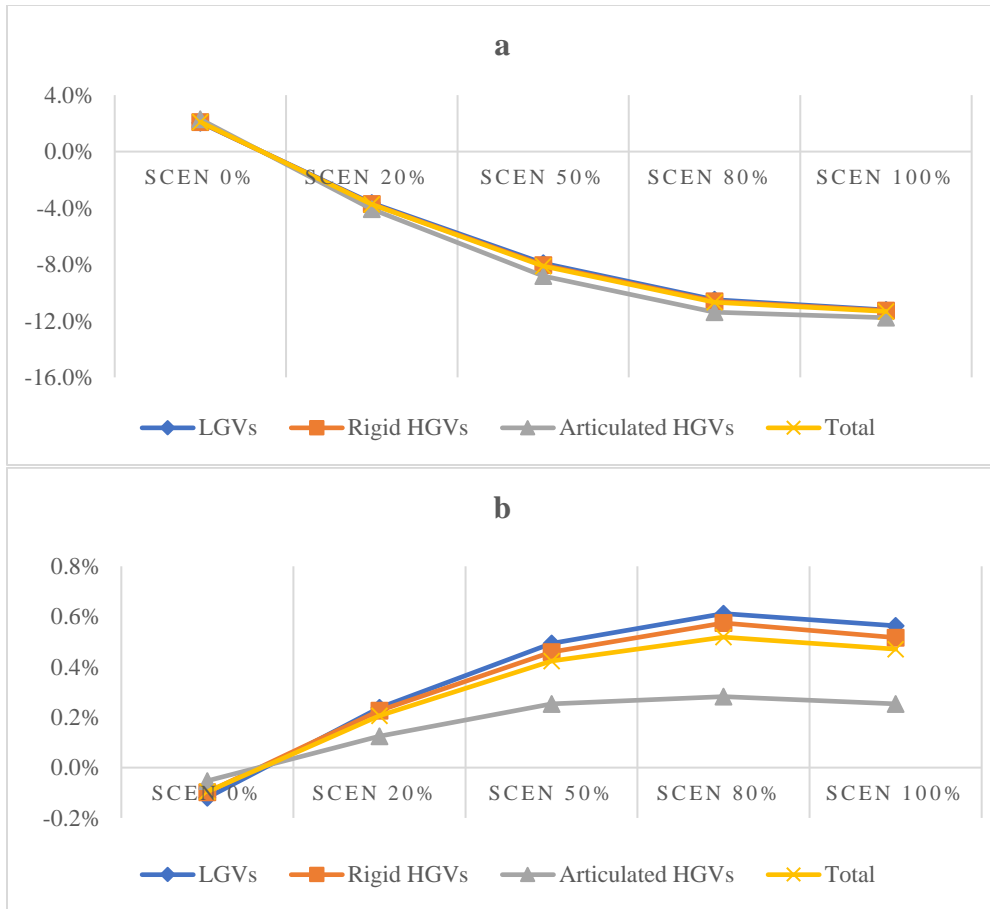 a
4.0%
0.0%
SCEN 0% SCEN 20% SCEN 50% SCEN 80% SCEN 100%
-4.0%
-8.0%
-12.0%
-16.0%
LGVs Rigid HGVs Articulated HGVs Total
b
0.8%
0.6%
0.4%
0.2%
0.0%
SCEN 0% SCEN 20% SCEN 50% SCEN 80% SCEN 100%
-0.2%
LGVs Rigid HGVs Articulated HGVs Total